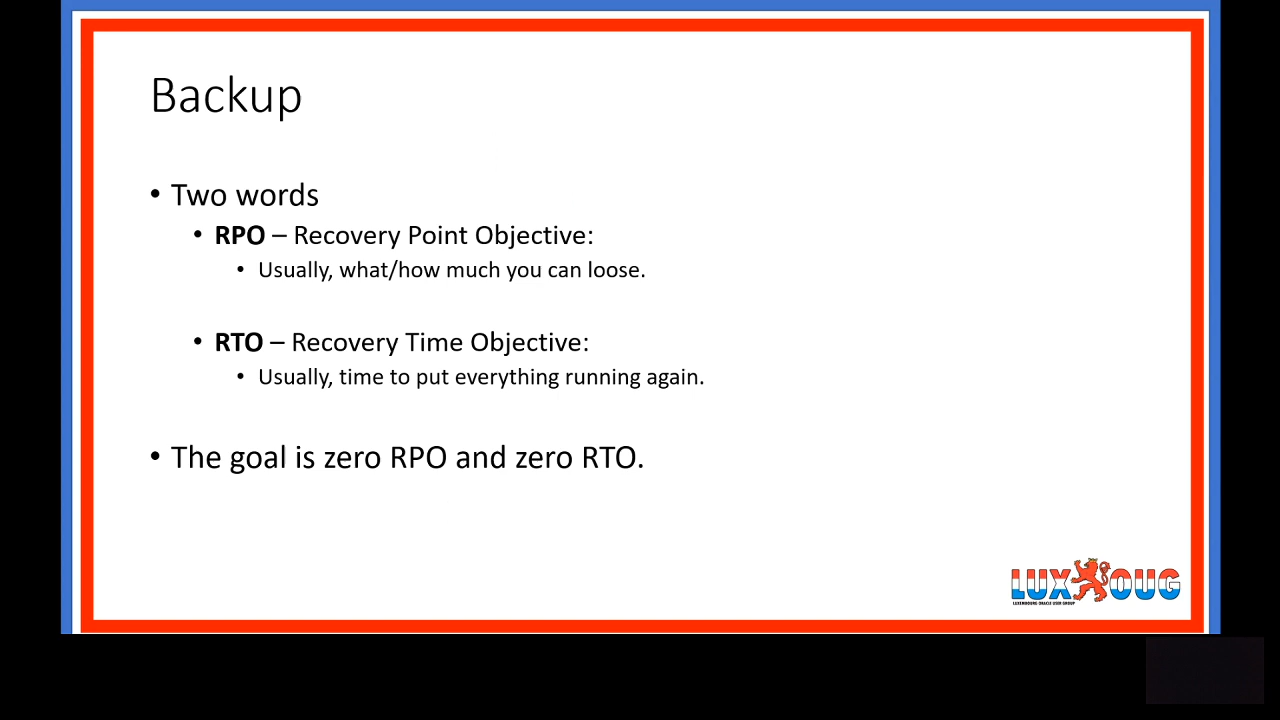 Backup
• Two words
• RPO – Recovery Point Objective:
• Usually, what/how much you can loose.
• RTO – Recovery Time Objective:
• Usually, time to put everything running again.
• The goal is zero RPO and zero RTO.
LUX OUG
LUXEMBOURG ORACLE USER GROUP